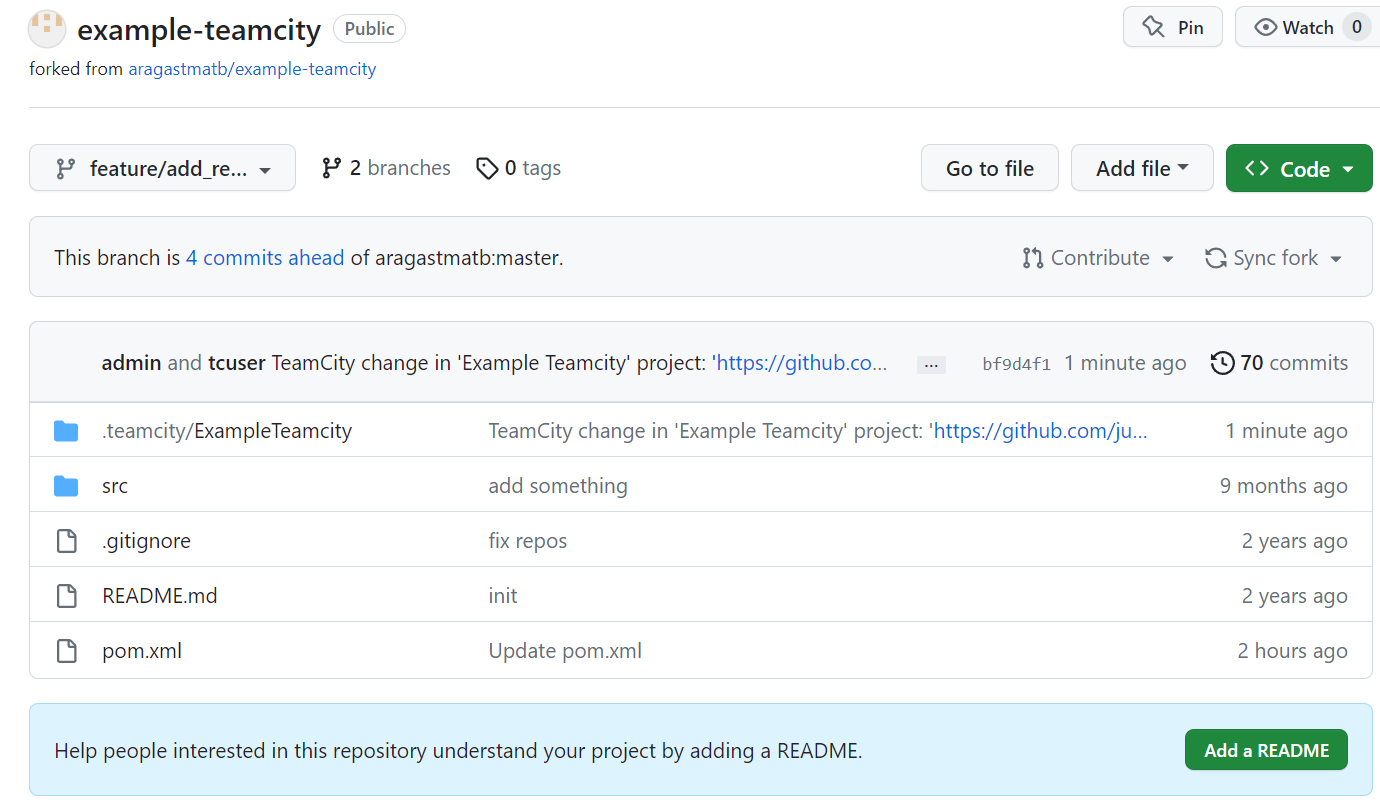 example-teamcity Public Pin Watch 0
forked from aragastmatb/example-teamcity
feature/add_re... 2 branches 0 tags Go to file Add file Code
This branch is 4 commits ahead of aragastmatb:master. Contribute Sync fork
admin and tcuser TeamCity change in 'Example Teamcity' project: 'https://github.co... ... bf9d4f1 1 minute ago 70 commits
.teamcity/ExampleTeamcity TeamCity change in 'Example Teamcity' project: 'https://github.com/ju... 1 minute ago
src add something 9 months ago
.gitignore fix repos 2 years ago
README.md init 2 years ago
pom.xml Update pom.xml 2 hours ago
Help people interested in this repository understand your project by adding a README. Add a README